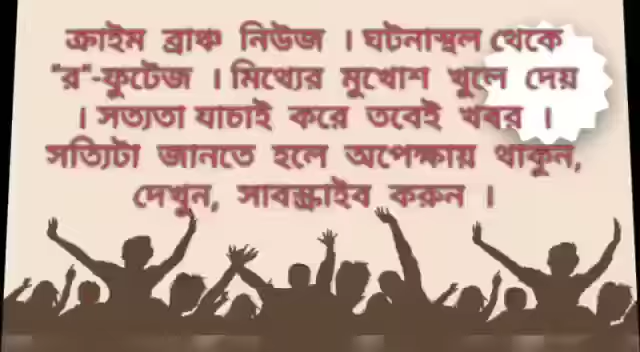 ক্রাইম ব্রাঞ্চ নিউজ । ঘটনাস্থল থেকে
"র"-ফুটেজ । মিথ্যের মুখোশ খুলে দেয়
। সত্যতা যাচাই করে তবেই খবর ।
সত্যিটা জানতে হলে অপেক্ষায় থাকুন,
দেখুন, সাবস্ক্রাইব করুন ।